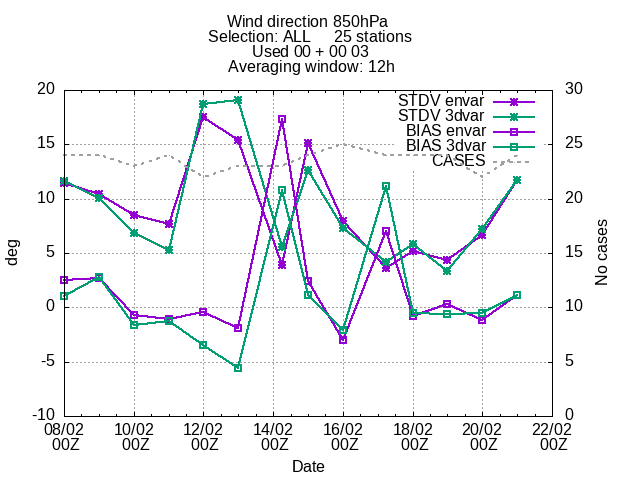 Wind direction 850hPa
Selection: ALL 25 stations
Used 00 + 00 03
Averaging window: 12h
20
15
10
5
0
-5
-10
deg
30
25
20
15
10
5
0
No cases
STDV envar
STDV 3dvar
BIAS envar
BIAS 3dvar
CASES
08/02 10/02 12/02 14/02 16/02 18/02 20/02 22/02
00Z 00Z 00Z 00Z 00Z 00Z 00Z 00Z
Date